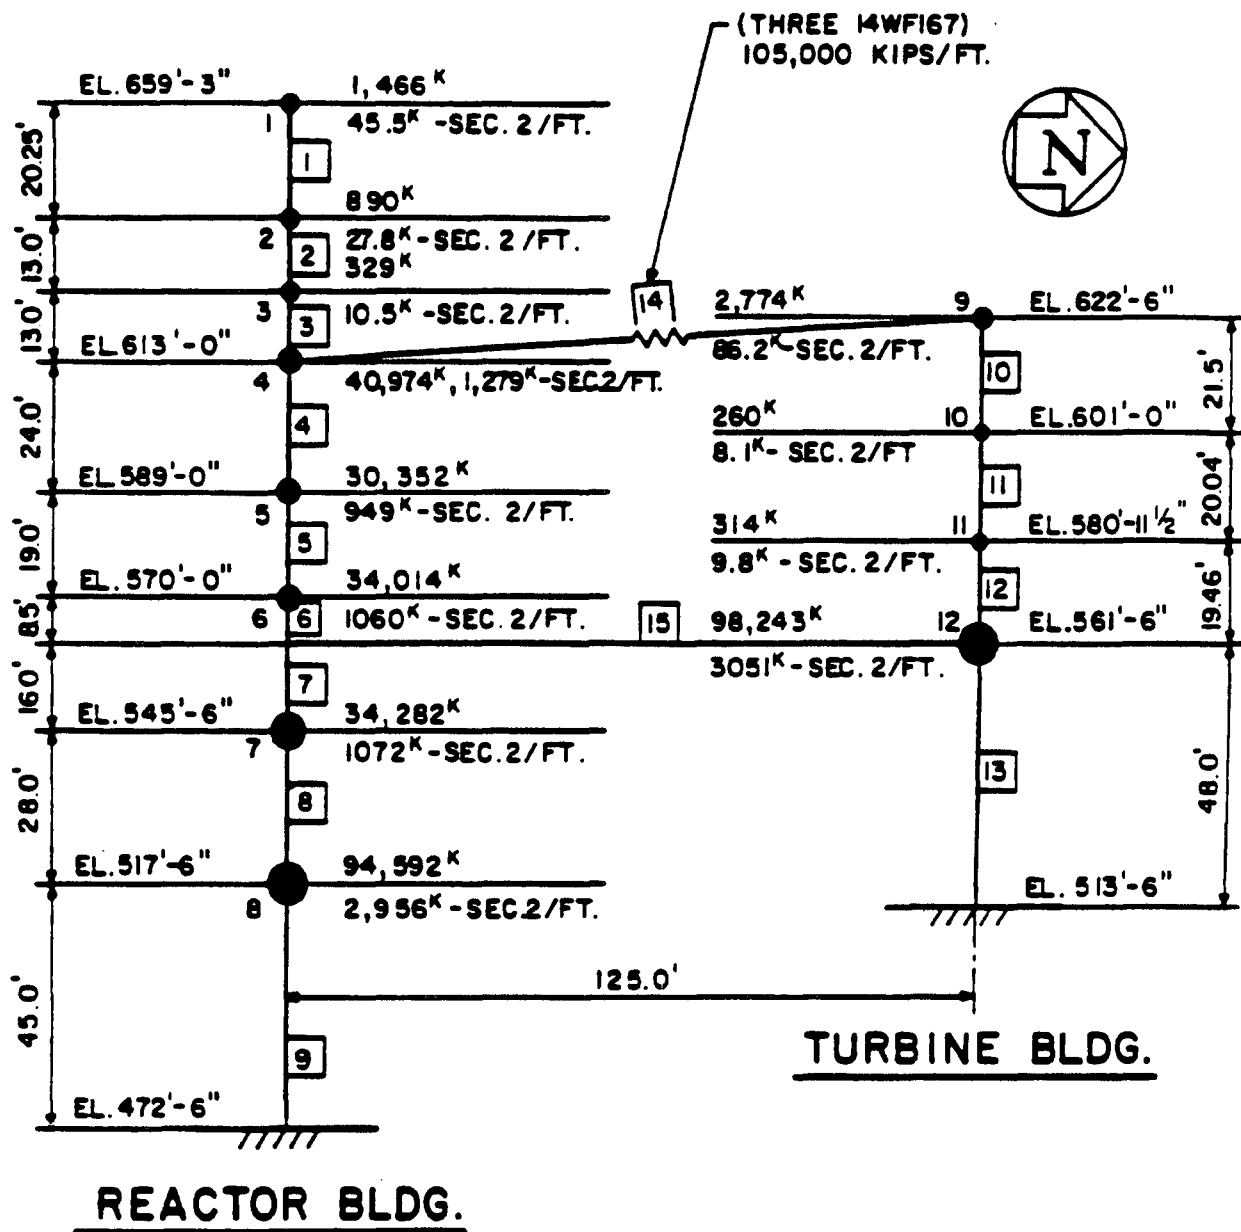 (THREE 14WF167)
105,000 KIPS/FT.
EL. 659'-3"
1,466 K
1
45.5 K -SEC. 2/FT.
20.25'
1
N
890 K
2
27.8 K -SEC. 2/FT.
13.0'
2
329 K
3
10.5 K -SEC. 2/FT.
13.0'
3
14
2,774 K
9
EL. 622'-6"
EL. 613'-0"
86.2 K -SEC. 2/FT.
4
40,974 K, 1,279 K -SEC.2/FT.
10
21.5'
24.0'
4
260 K
10
EL. 601'-0"
8.1 K - SEC. 2/FT
EL. 589'-0"
30,352 K
11
20.04'
5
949 K -SEC. 2/FT.
314 K
11
EL. 580'-11 1/2"
19.0'
5
9.8 K - SEC. 2/FT.
EL. 570'-0"
34,014 K
12
19.46'
6
6
1060 K -SEC. 2/FT.
8.5'
15
98,243 K
12
EL. 561'-6"
3051 K -SEC. 2/FT.
7
160'
EL. 545'-6"
34,282 K
7
1072 K -SEC.2/FT.
13
48.0'
28.0'
8
EL. 517'-6"
94,592 K
8
2,956 K -SEC.2/FT.
EL. 513'-6"
125.0'
45.0'
9
TURBINE BLDG.
EL. 472'-6"
REACTOR BLDG.